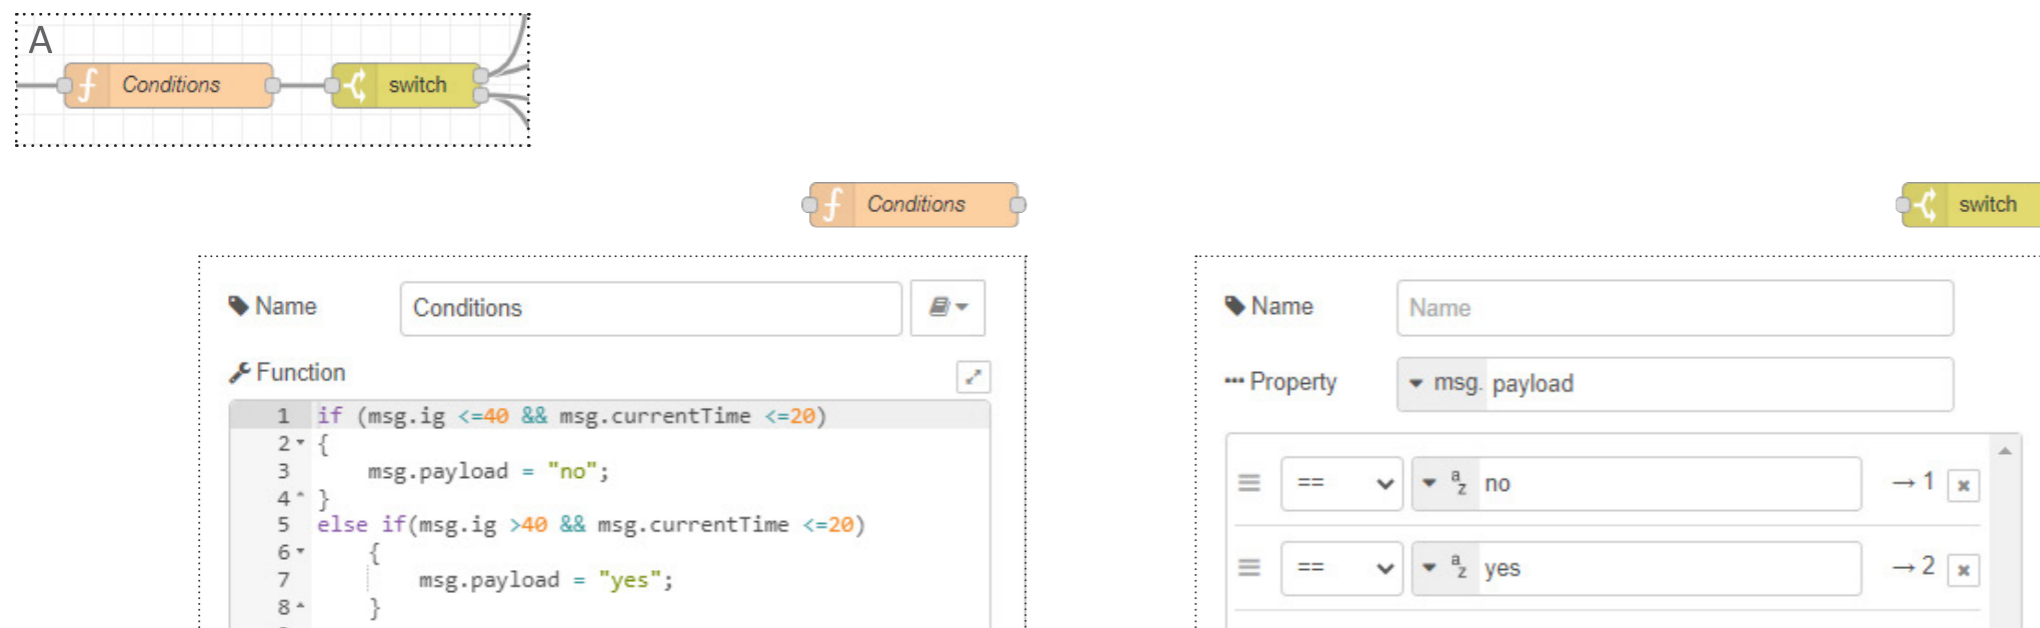 A
Conditions
switch
Conditions
switch
Name
Conditions
Function
1 if (msg.ig <=40 && msg.currentTime <=20)
2 {
3 msg.payload = "no";
4 }
5 else if(msg.ig >40 && msg.currentTime <=20)
6 {
7 msg.payload = "yes";
8 }
Name
Name
Property
msg. payload
== a z no → 1 x
== a z yes → 2 x